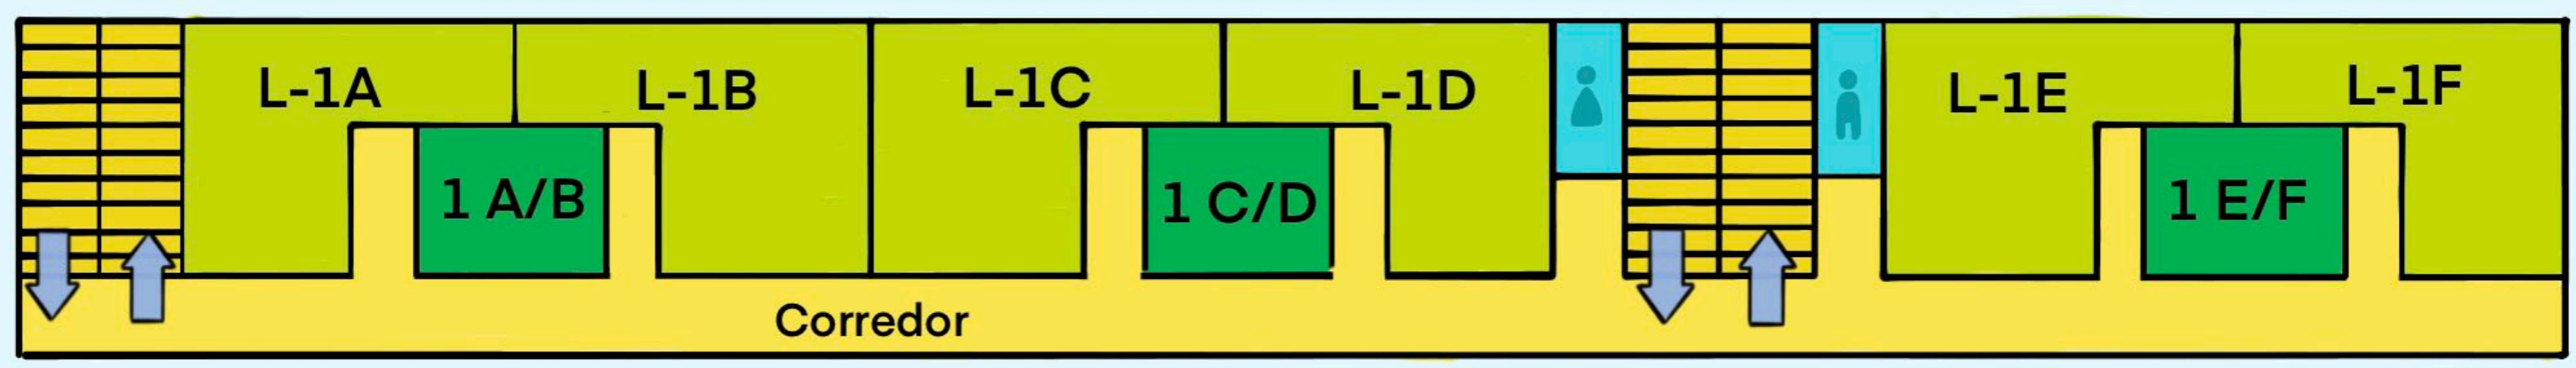 L-1A
L-1B
L-1C
L-1D
L-1E
L-1F
1 A/B
1 C/D
1 E/F
Corredor